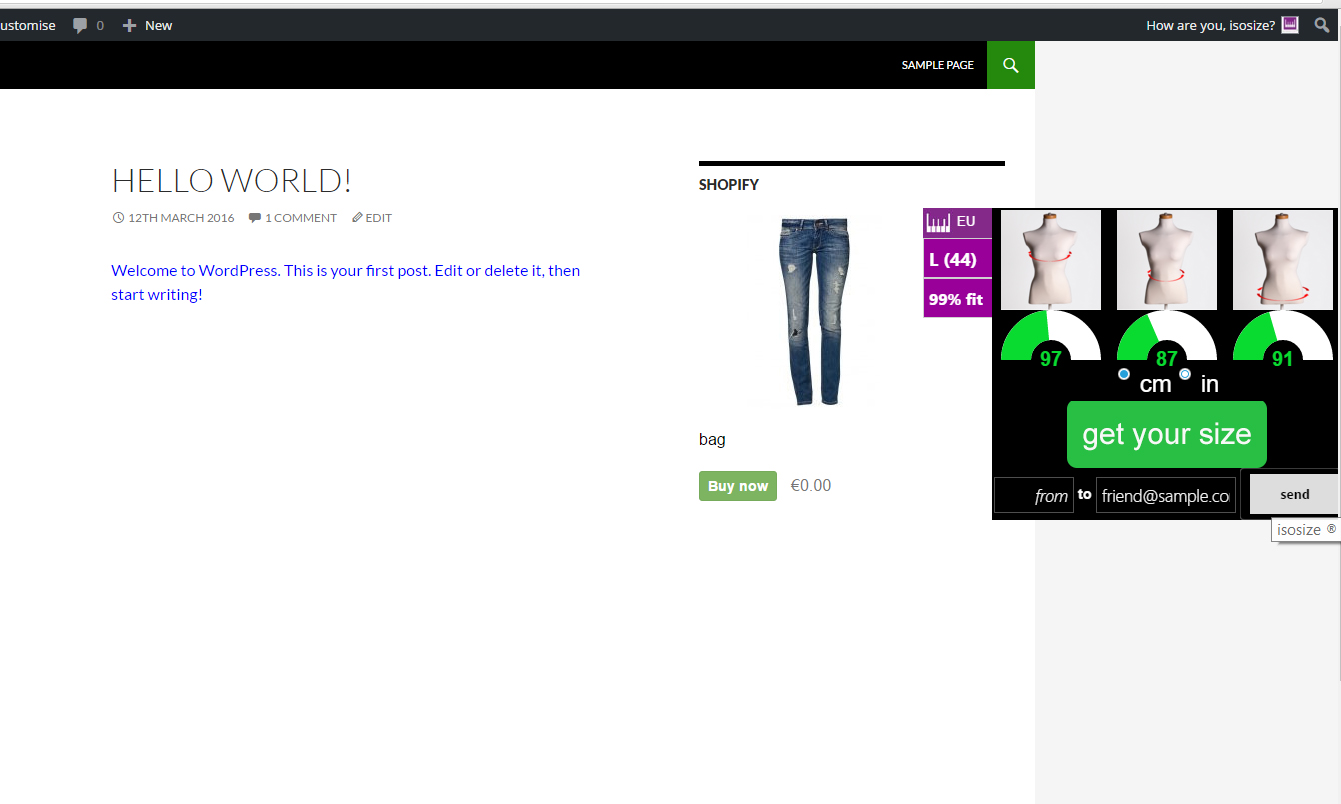 ustomise 0 New How are you, isosize?
SAMPLE PAGE
HELLO WORLD!
12TH MARCH 2016 1 COMMENT EDIT
Welcome to WordPress. This is your first post. Edit or delete it, then
start writing!
SHOPIFY
bag
Buy now €0.00
EU
L (44)
99% fit
97 87 91
cm in
get your size
from to friend@sample.co
send
isosize ®